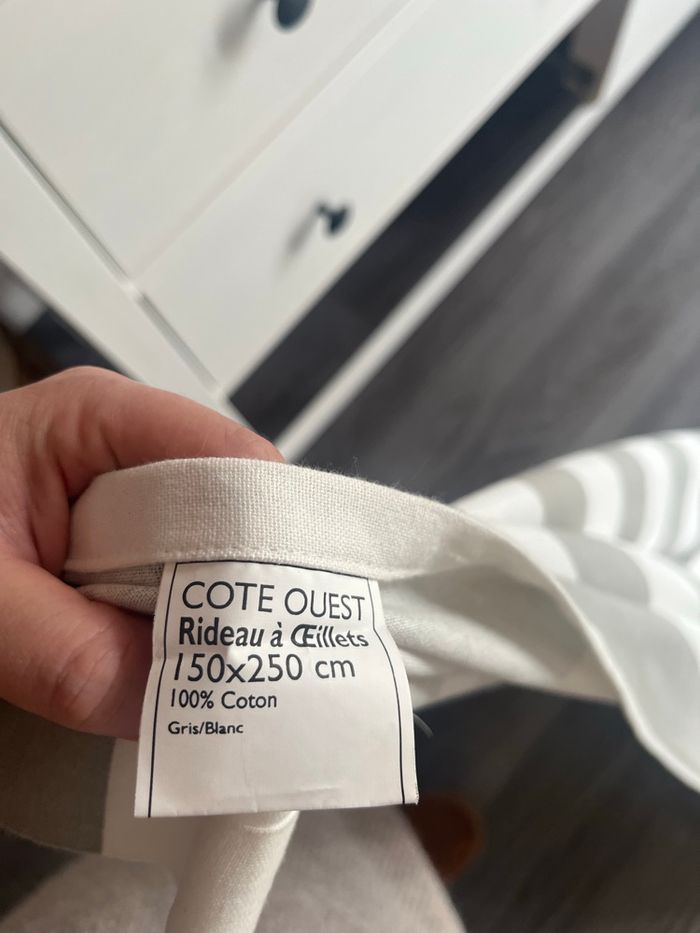 COTE OUEST
Rideau à Œillets
150x250 cm
100% Coton
Gris/Blanc